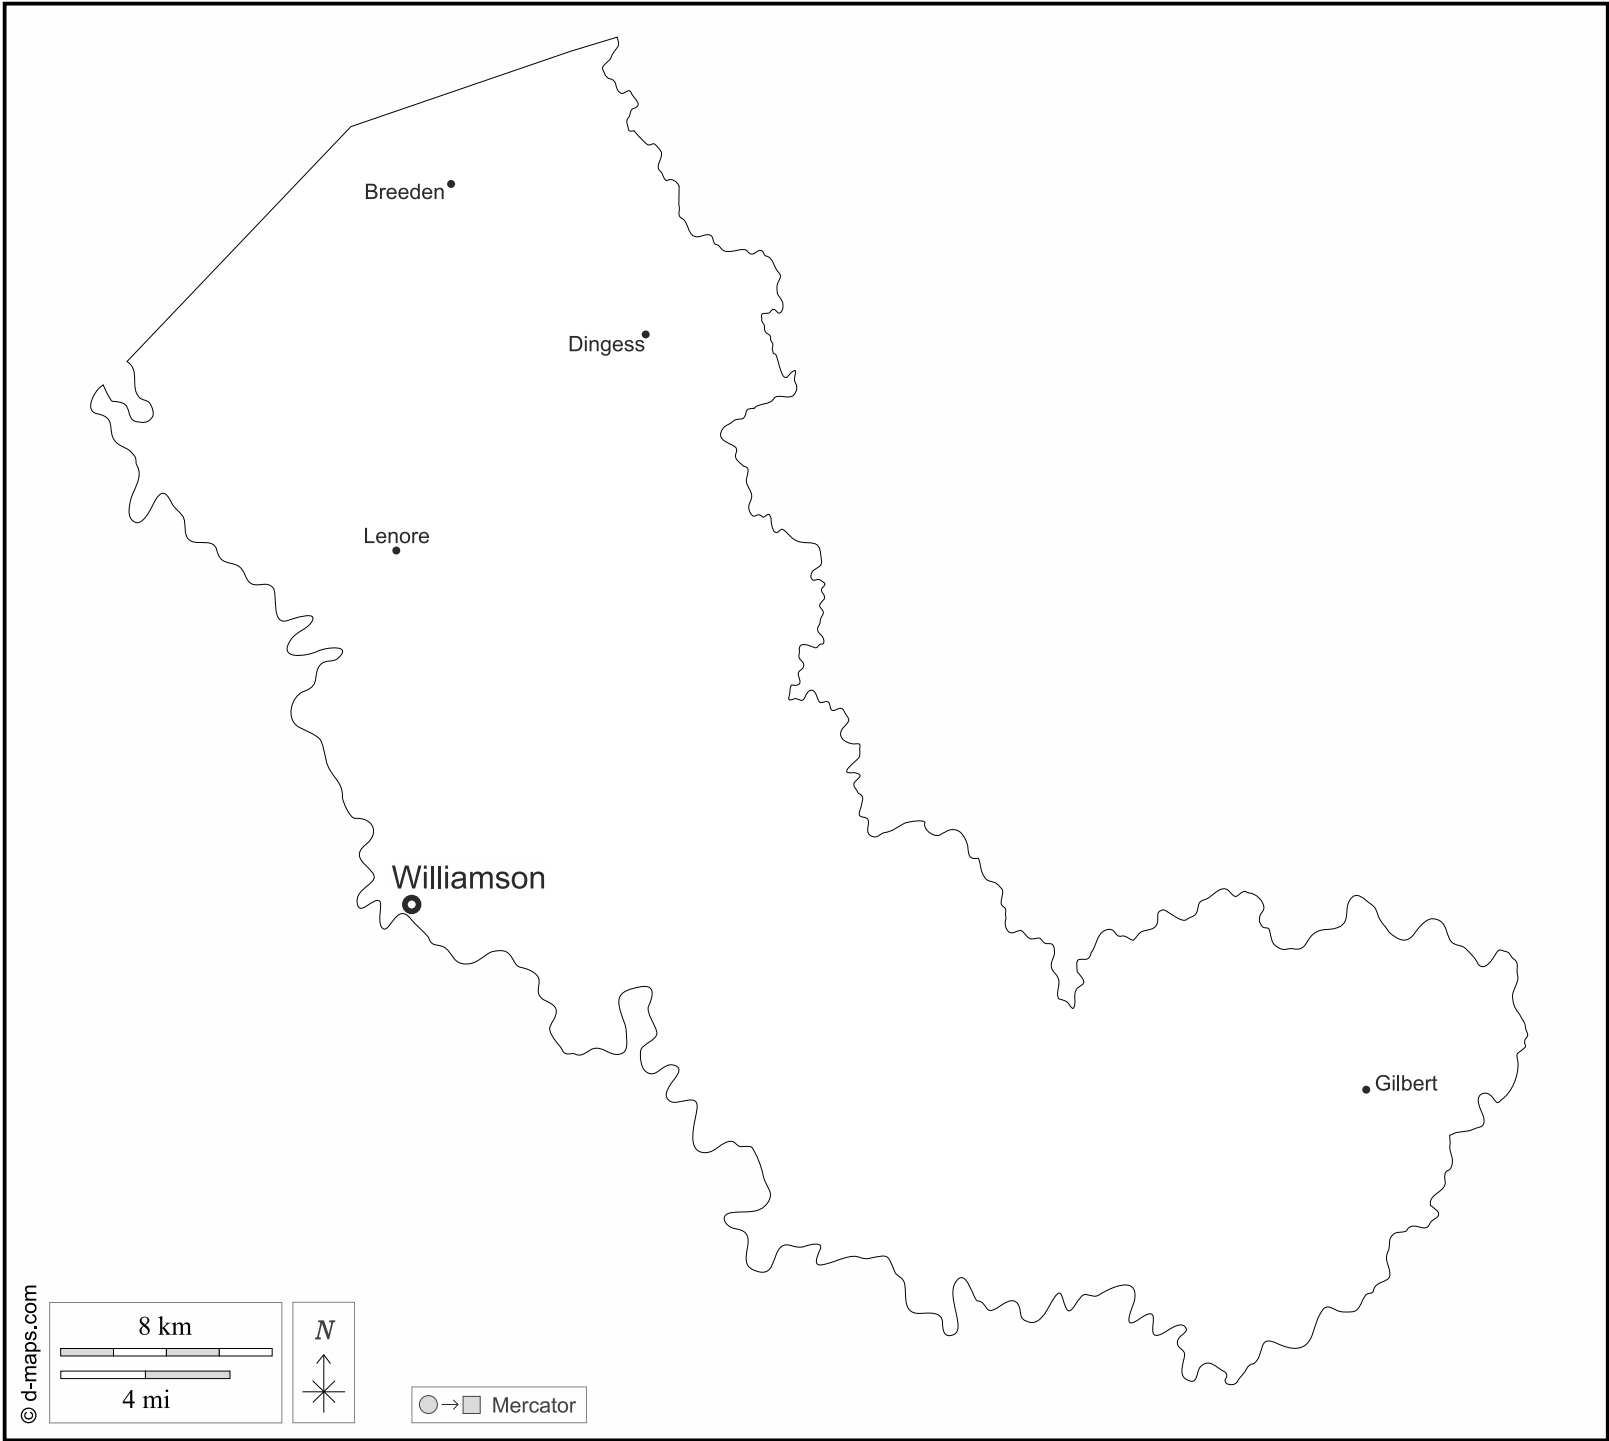 Breeden
Dingess
Lenore
Williamson
Gilbert
© d-maps.com
8 km
4 mi
N
Mercator